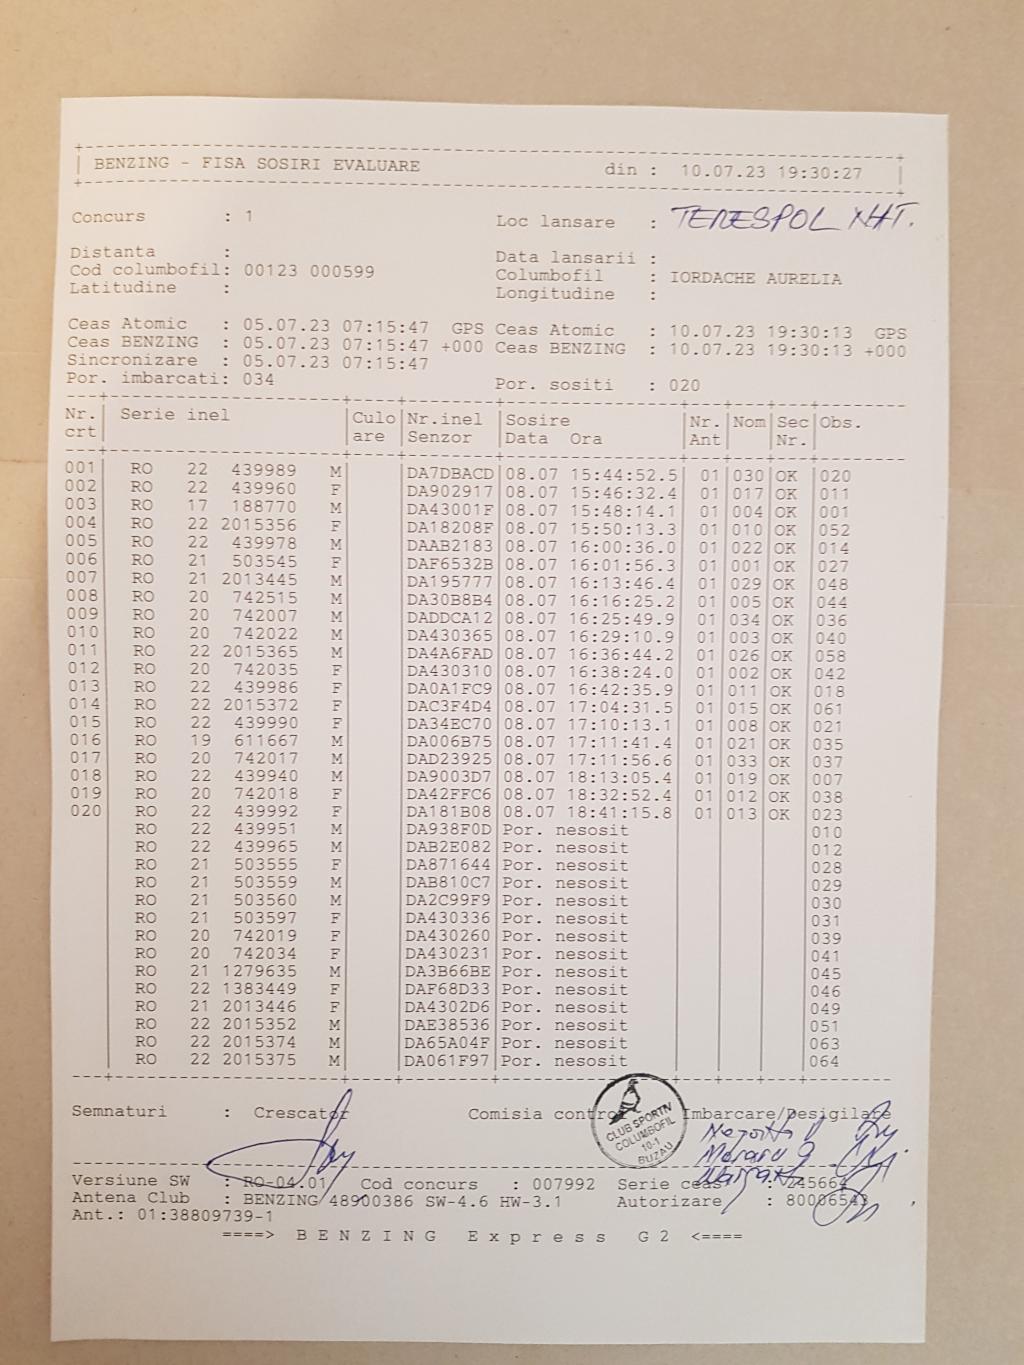 BENZING - FISA SOSIRI EVALUARE din : 10.07.23 19:30:27
Concurs : 1 Loc lansare : TERESPOL NAT.
Distanta : Data lansarii :
Cod columbofil: 00123 000599 Columbofil : IORDACHE AURELIA
Latitudine : Longitudine :
Ceas Atomic : 05.07.23 07:15:47 GPS Ceas Atomic : 10.07.23 19:30:13 GPS
Ceas BENZING : 05.07.23 07:15:47 +000 Ceas BENZING : 10.07.23 19:30:13 +000
Sincronizare : 05.07.23 07:15:47
Por. imbarcati: 034 Por. sositi : 020
Nr. Serie inel Culo Nr.inel Sosire Nr. Nom Sec Obs.
crt are Senzor Data Ora Ant Nr.
001 RO 22 439989 M DA7DBACD 08.07 15:44:52.5 01 030 OK 020
002 RO 22 439960 F DA902917 08.07 15:46:32.4 01 017 OK 011
003 RO 17 188770 M DA43001F 08.07 15:48:14.1 01 004 OK 001
004 RO 22 2015356 F DA18208F 08.07 15:50:13.3 01 010 OK 052
005 RO 22 439978 M DAAB2183 08.07 16:00:36.0 01 022 OK 014
006 RO 21 503545 F DAF6532B 08.07 16:01:56.3 01 001 OK 027
007 RO 21 2013445 M DA195777 08.07 16:13:46.4 01 029 OK 048
008 RO 20 742515 M DA30B8B4 08.07 16:16:25.2 01 005 OK 044
009 RO 20 742007 M DADDCA12 08.07 16:25:49.9 01 034 OK 036
010 RO 20 742022 M DA430365 08.07 16:29:10.9 01 003 OK 040
011 RO 22 2015365 M DA4A6FAD 08.07 16:36:44.2 01 026 OK 058
012 RO 20 742035 F DA430310 08.07 16:38:24.0 01 002 OK 042
013 RO 22 439986 F DA0A1FC9 08.07 16:42:35.9 01 011 OK 018
014 RO 22 2015372 F DAC3F4D4 08.07 17:04:31.5 01 015 OK 061
015 RO 22 439990 F DA34EC70 08.07 17:10:13.1 01 008 OK 021
016 RO 19 611667 M DA006B75 08.07 17:11:41.4 01 021 OK 035
017 RO 20 742017 M DAD23925 08.07 17:11:56.6 01 033 OK 037
018 RO 22 439940 M DA9003D7 08.07 18:13:05.4 01 019 OK 007
019 RO 20 742018 F DA42FFC6 08.07 18:32:52.4 01 012 OK 038
020 RO 22 439992 F DA181B08 08.07 18:41:15.8 01 013 OK 023
RO 22 439951 M DA938F0D Por. nesosit 010
RO 22 439965 M DAB2E082 Por. nesosit 012
RO 21 503555 F DA871644 Por. nesosit 028
RO 21 503559 M DAB810C7 Por. nesosit 029
RO 21 503560 M DA2C99F9 Por. nesosit 030
RO 21 503597 F DA430336 Por. nesosit 031
RO 20 742019 F DA430260 Por. nesosit 039
RO 20 742034 F DA430231 Por. nesosit 041
RO 21 1279635 M DA3B66BE Por. nesosit 045
RO 22 1383449 F DAF68D33 Por. nesosit 046
RO 21 2013446 F DA4302D6 Por. nesosit 049
RO 22 2015352 M DAE38536 Por. nesosit 051
RO 22 2015374 M DA65A04F Por. nesosit 063
RO 22 2015375 M DA061F97 Por. nesosit 064
Semnaturi : Crescator Comisia control Imbarcare/Desigilare
CLUB SPORTIV
COLUMBOFIL
10-1
BUZAU
Versiune SW : RO-04.01 Cod concurs : 007992 Serie ceas
Antena Club : BENZING 48900386 SW-4.6 HW-3.1 Autorizare
Ant.: 01:38809739-1
====> BENZING Express G2 <====